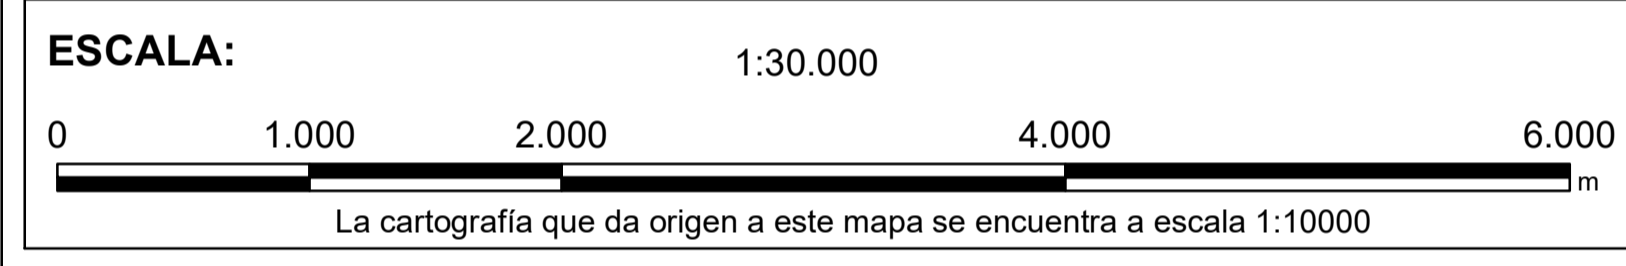 ESCALA:
1:30.000
0 1.000 2.000 4.000 6.000
m
La cartografía que da origen a este mapa se encuentra a escala 1:10000